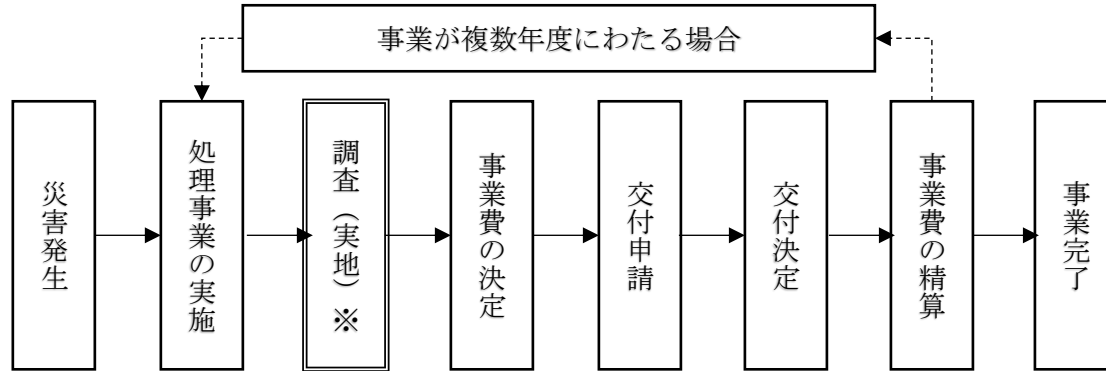 事業が複数年度にわたる場合
災害発生
処理事業の実施
調査（実地）※
事業費の決定
交付申請
交付決定
事業費の精算
事業完了